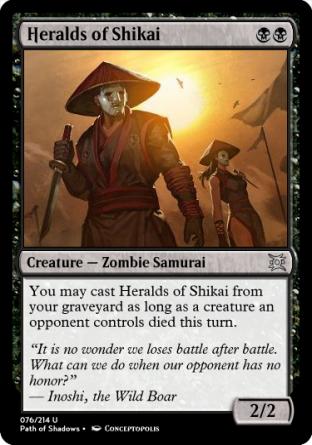 Heralds of Shikai
Creature — Zombie Samurai
You may cast Heralds of Shikai from
your graveyard as long as a creature an
opponent controls died this turn.
“It is no wonder we loses battle after battle.
What can we do when our opponent has no
honor?”
— Inoshi, the Wild Boar
2/2
076/214 U
Path of Shadows • Conceptopolis